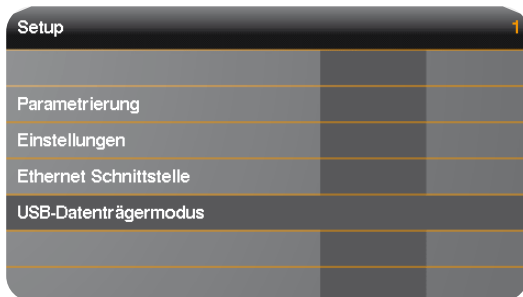 Setup 1
Parametrierung
Einstellungen
Ethernet Schnittstelle
USB-Datenträgermodus